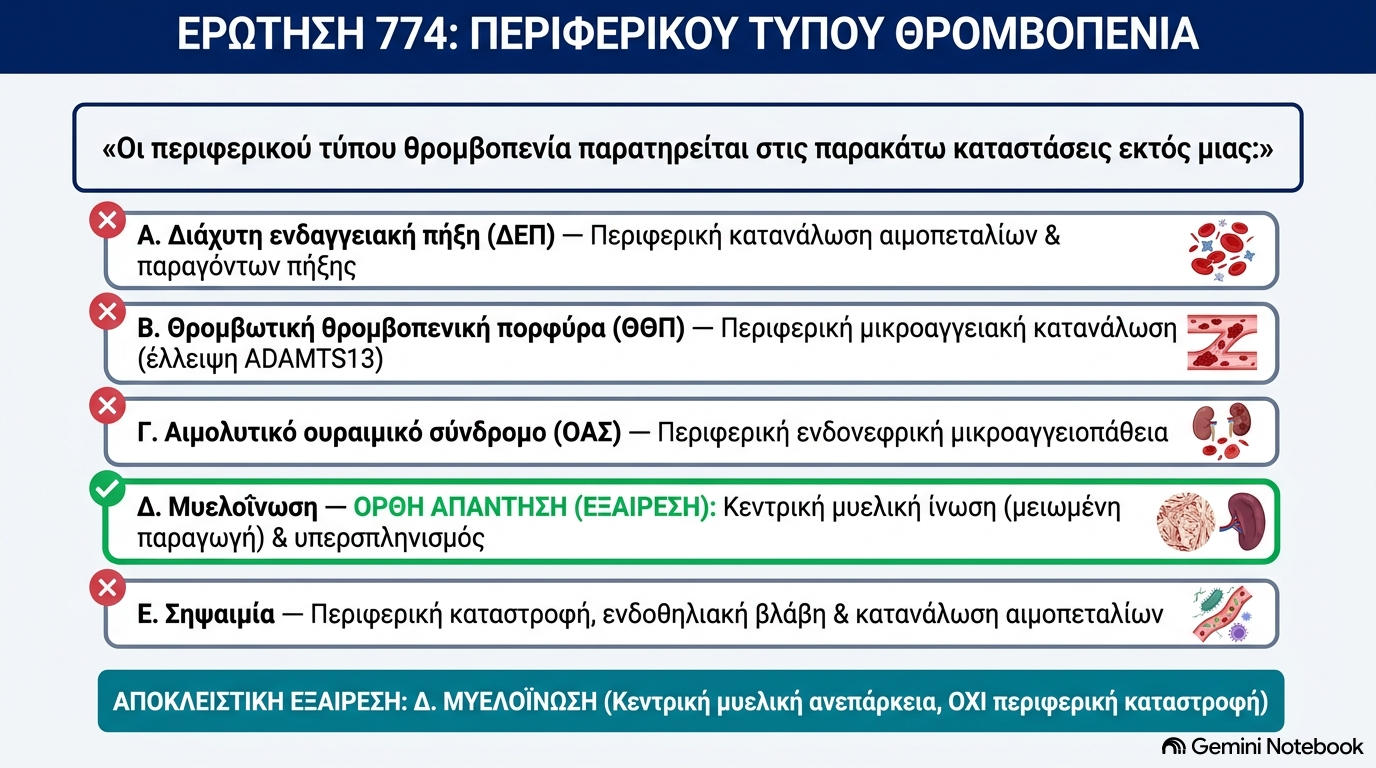 ΕΡΩΤΗΣΗ 774: ΠΕΡΙΦΕΡΙΚΟΥ ΤΥΠΟΥ ΘΡΟΜΒΟΠΕΝΙΑ
«Οι περιφερικού τύπου θρομβοπενία παρατηρείται στις παρακάτω καταστάσεις εκτός μιας:»
Α. Διάχυτη ενδαγγειακή πήξη (ΔΕΠ) — Περιφερική κατανάλωση αιμοπεταλίων &
παραγόντων πήξης
Β. Θρομβωτική θρομβοπενική πορφύρα (ΘΘΠ) — Περιφερική μικροαγγειακή κατανάλωση
(έλλειψη ADAMTS13)
Γ. Αιμολυτικό ουραιμικό σύνδρομο (ΟΑΣ) — Περιφερική ενδονεφρική μικροαγγειοπάθεια
Δ. Μυελοΐνωση — ΟΡΘΗ ΑΠΑΝΤΗΣΗ (ΕΞΑΙΡΕΣΗ): Κεντρική μυελική ίνωση (μειωμένη
παραγωγή) & υπερσπληνισμός
Ε. Σηψαιμία — Περιφερική καταστροφή, ενδοθηλιακή βλάβη & κατανάλωση αιμοπεταλίων
ΑΠΟΚΛΕΙΣΤΙΚΗ ΕΞΑΙΡΕΣΗ: Δ. ΜΥΕΛΟΪΝΩΣΗ (Κεντρική μυελική ανεπάρκεια, ΟΧΙ περιφερική καταστροφή)
Gemini Notebook